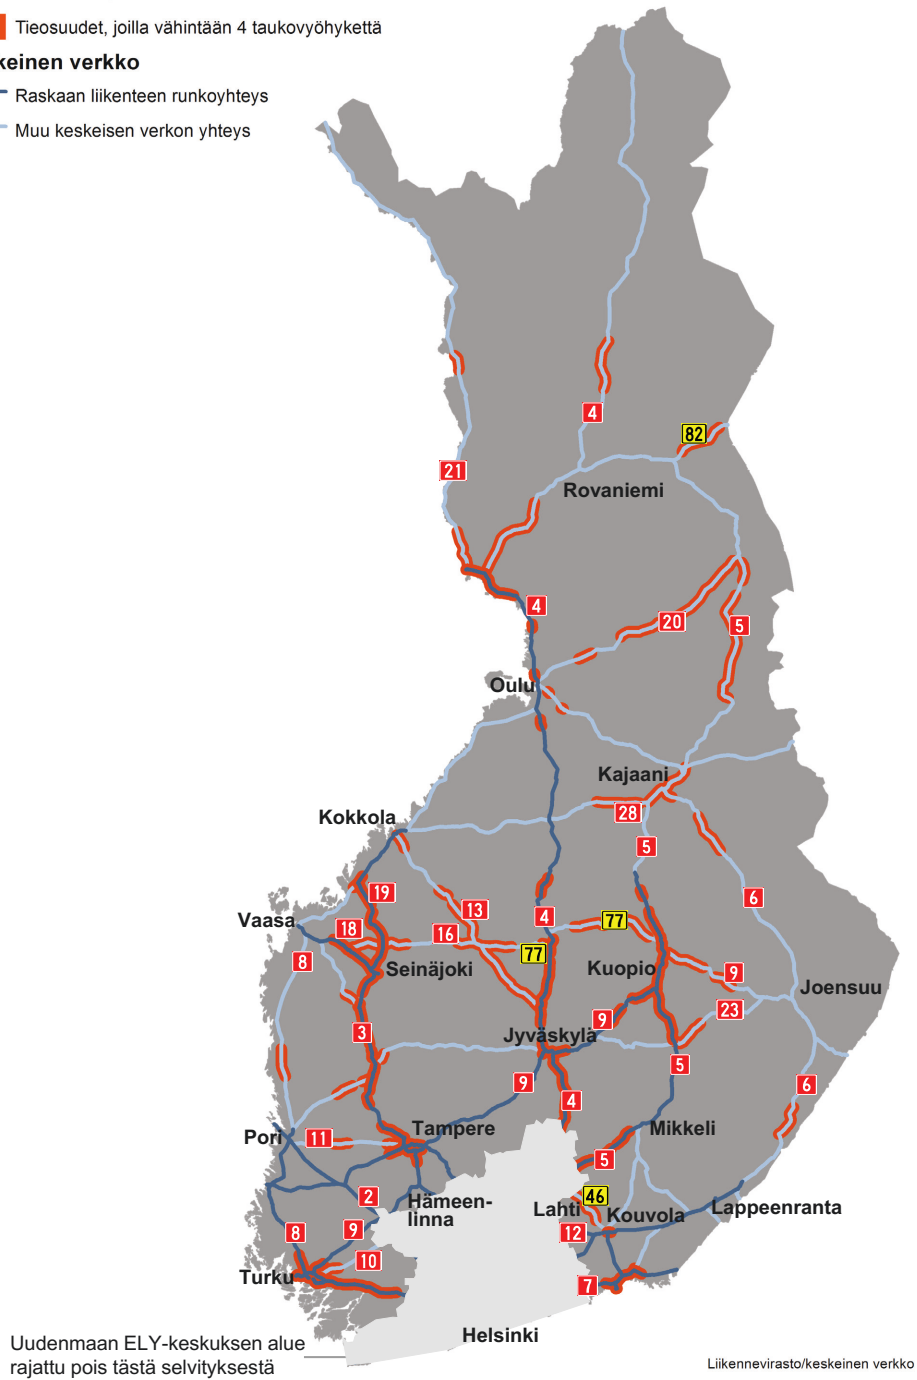 Tieosuudet, joilla vähintään 4 taukovyöhykettä
keinen verkko
Raskaan liikenteen runkoyhteys
Muu keskeisen verkon yhteys
4
82
21
Rovaniemi
4
20
5
Oulu
Kajaani
28
Kokkola
5
19
6
13
4
77
Vaasa
18
16
8
77
Seinäjoki
Kuopio
9
Joensuu
23
9
3
Jyväskylä
5
9
6
4
Pori
11
Tampere
Mikkeli
5
2
Hämeen-
linna
46
Lahti
Kouvola
Lappeenranta
8
9
12
10
Turku
7
Helsinki
Uudenmaan ELY-keskuksen alue
rajattu pois tästä selvityksestä
Liikennevirasto/keskeinen verkko